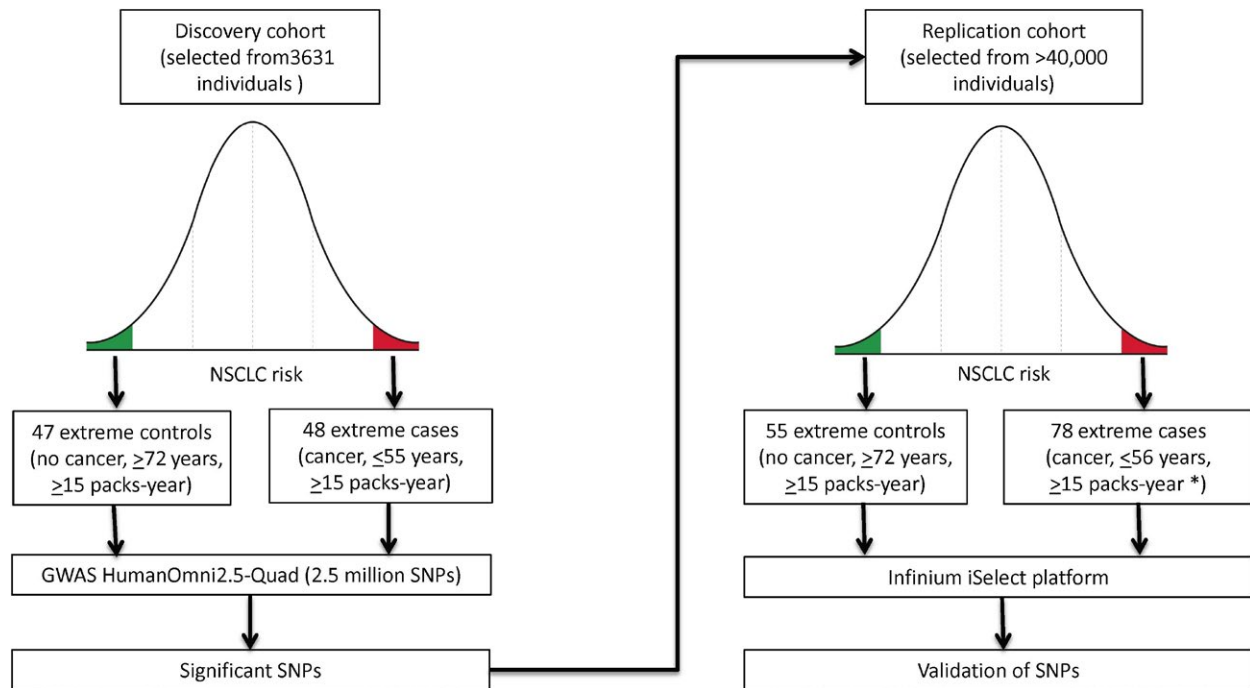 Discovery cohort
(selected from3631
individuals )
NSCLC risk
47 extreme controls
(no cancer, ≥72 years,
≥15 packs-year)
48 extreme cases
(cancer, ≤55 years,
≥15 packs-year)
GWAS HumanOmni2.5-Quad (2.5 million SNPs)
Significant SNPs
Replication cohort
(selected from >40,000
individuals)
NSCLC risk
55 extreme controls
(no cancer, ≥72 years,
≥15 packs-year)
78 extreme cases
(cancer, ≤56 years,
≥15 packs-year *)
Infinium iSelect platform
Validation of SNPs